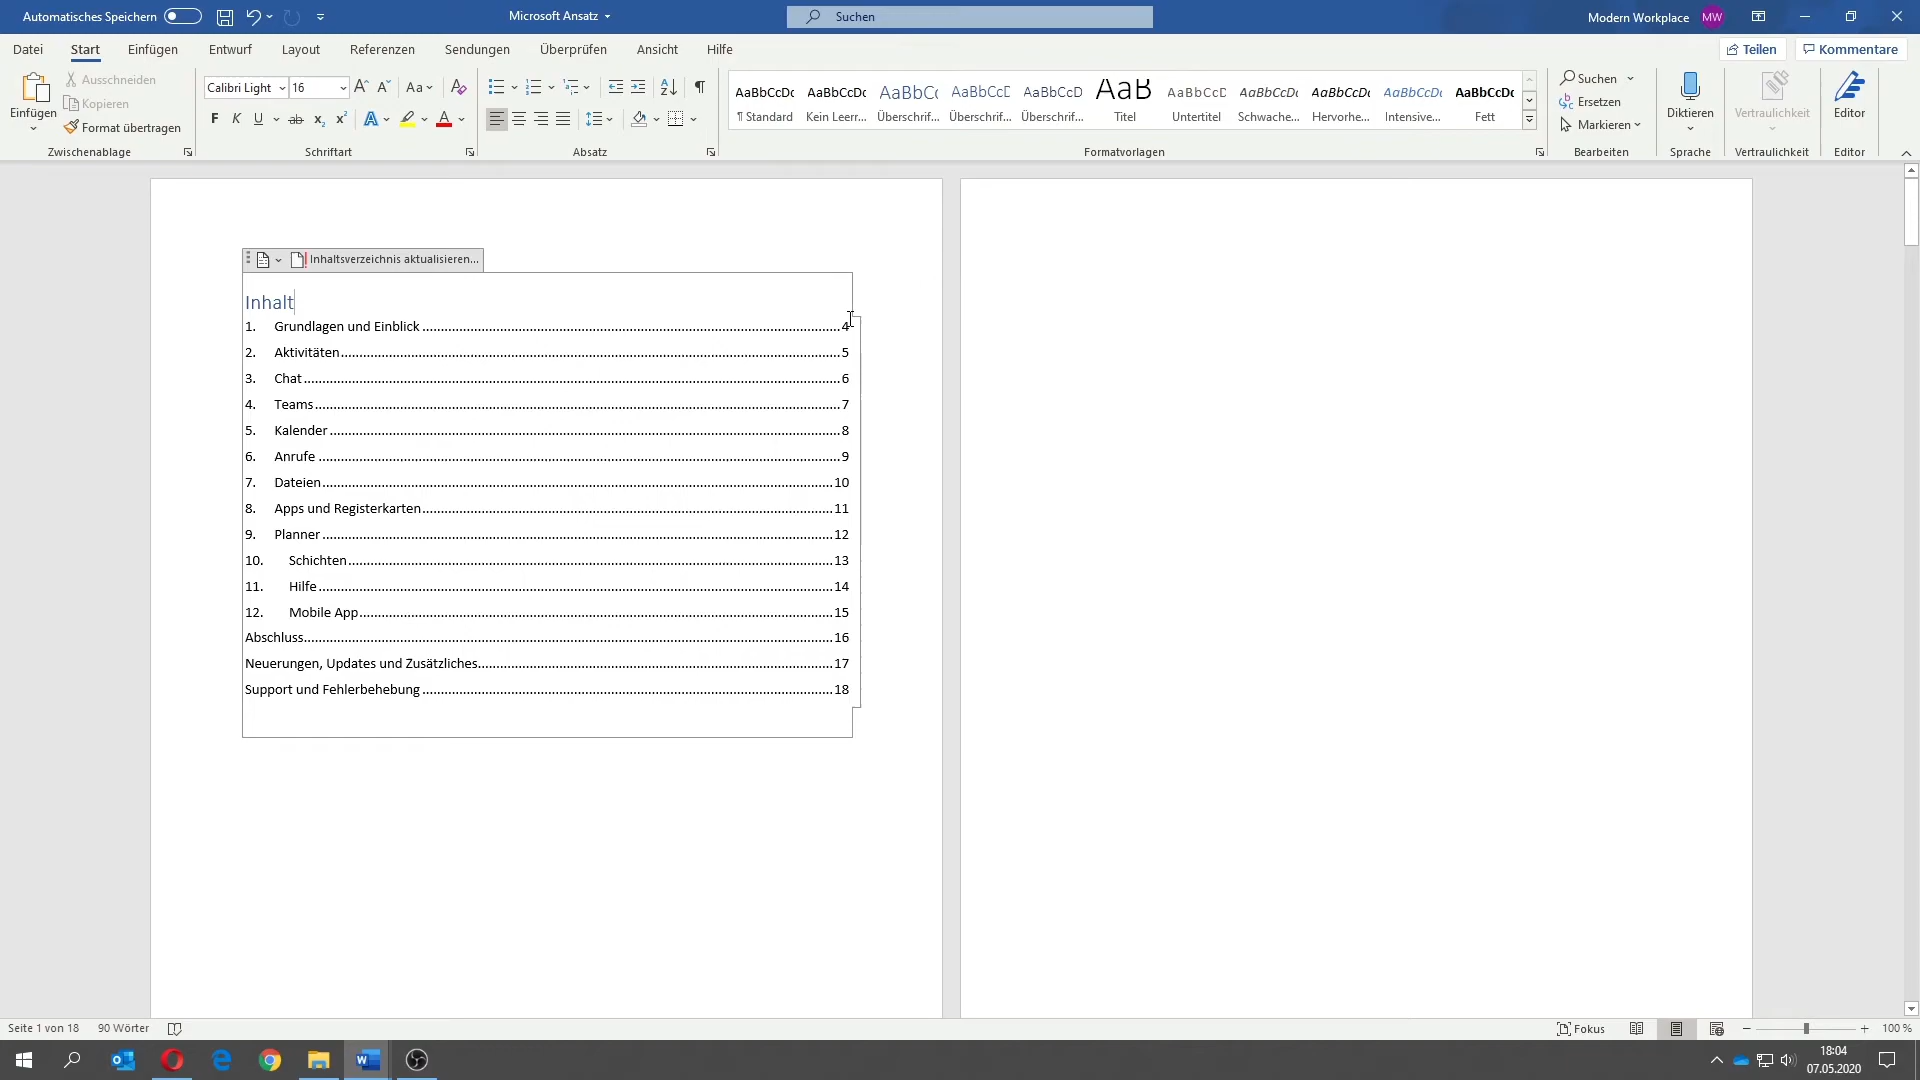 Automatisches Speichern
Microsoft Ansatz
Suchen
Modern Workplace
MW
Datei Start Einfügen Entwurf Layout Referenzen Sendungen Überprüfen Ansicht Hilfe
Teilen
Kommentare
Einfügen
Ausschneiden
Kopieren
Format übertragen
Zwischenablage
Calibri Light 16
Schriftart
Absatz
AaBbCcDc AaBbCcDc AaBbCc AaBbCcD AaBbCcD AaB AaBbCcD AaBbCcDc AaBbCcDc AaBbCcDc AaBbCcDc
¶ Standard Kein Leerr... Überschrif... Überschrif... Überschrif... Titel Untertitel Schwache... Hervorhe... Intensive... Fett
Formatvorlagen
Suchen
Ersetzen
Markieren
Bearbeiten
Diktieren
Sprache
Vertraulichkeit
Vertraulichkeit
Editor
Editor
Inhaltsverzeichnis aktualisieren...
Inhalt
1. Grundlagen und Einblick 4
2. Aktivitäten 5
3. Chat 6
4. Teams 7
5. Kalender 8
6. Anrufe 9
7. Dateien 10
8. Apps und Registerkarten 11
9. Planner 12
10. Schichten 13
11. Hilfe 14
12. Mobile App 15
Abschluss 16
Neuerungen, Updates und Zusätzliches 17
Support und Fehlerbehebung 18
Seite 1 von 18 90 Wörter
Fokus
100 %
18:04
07.05.2020